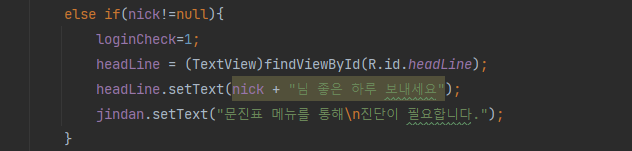 else if(nick!=null){
loginCheck=1;
headLine = (TextView)findViewById(R.id.headLine);
headLine.setText(nick + "님 좋은 하루 보내세요");
jindan.setText("문진표 메뉴를 통해\n진단이 필요합니다.");
}